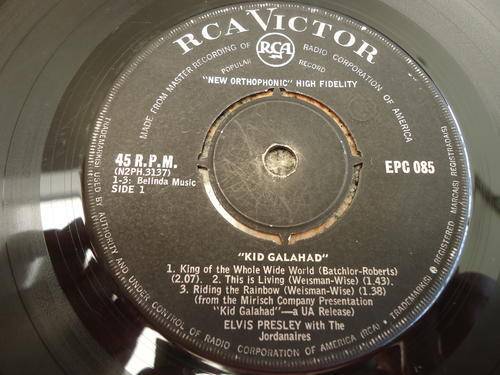 RCA VICTOR
MADE FROM MASTER RECORDING OF RADIO CORPORATION OF AMERICA
RCA
POPULAR RECORD
"NEW ORTHOPHONIC" HIGH FIDELITY
45 R.P.M.
(N2PH.3137)
1-3: Belinda Music
SIDE 1
EPC 085
"KID GALAHAD"
1. King of the Whole Wide World (Batchlor-Roberts)
(2.07). 2. This is Living (Weisman-Wise) (1.43).
3. Riding the Rainbow (Weisman-Wise) (1.38)
(from the Mirisch Company Presentation
"Kid Galahad"—a UA Release)
ELVIS PRESLEY with The
Jordanaires
TRADEMARK(S) USED BY AUTHORITY AND UNDER CONTROL OF RADIO CORPORATION OF AMERICA (RCA) • TRADEMARK(S) ® REGISTERED MARCA(S) REGISTRADA(S)